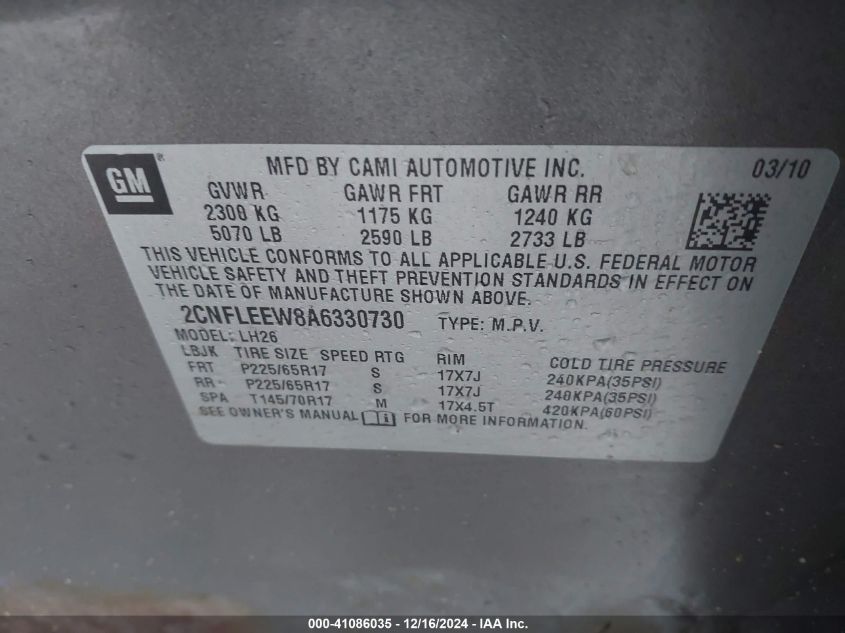 GM ® MFD BY CAMI AUTOMOTIVE INC. 03/10
GVWR GAWR FRT GAWR RR
2300 KG 1175 KG 1240 KG
5070 LB 2590 LB 2733 LB
THIS VEHICLE CONFORMS TO ALL APPLICABLE U.S. FEDERAL MOTOR
VEHICLE SAFETY AND THEFT PREVENTION STANDARDS IN EFFECT ON
THE DATE OF MANUFACTURE SHOWN ABOVE.
2CNFLEEW8A6330730 TYPE: M.P.V.
MODEL: LH26
LBJK TIRE SIZE SPEED RTG RIM COLD TIRE PRESSURE
FRT P225/65R17 S 17X7J 240KPA(35PSI)
RR P225/65R17 S 17X7J 240KPA(35PSI)
SPA T145/70R17 M 17X4.5T 420KPA(60PSI)
SEE OWNER'S MANUAL FOR MORE INFORMATION.
000-41086035 - 12/16/2024 - IAA Inc.